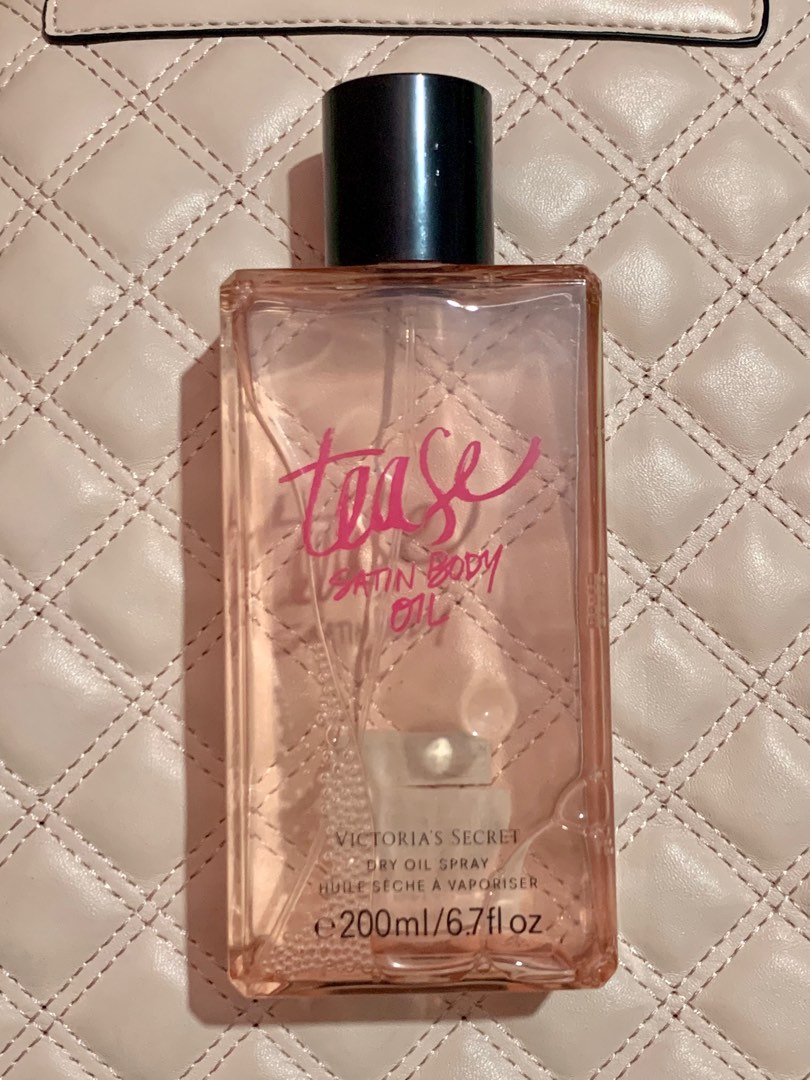 tease
SATIN BODY
OIL
VICTORIA'S SECRET
DRY OIL SPRAY
HUILE SÈCHE À VAPORISER
℮200ml/6.7fl oz